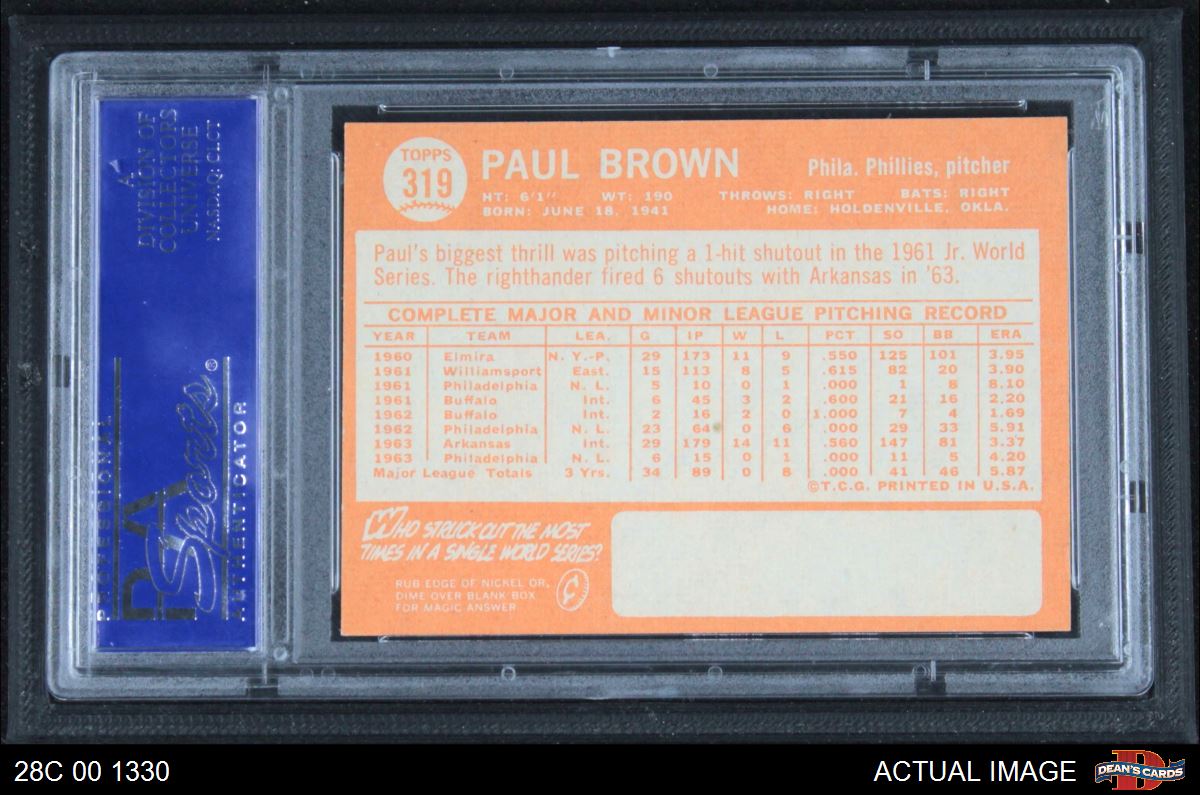 A
DIVISION OF
COLLECTORS
UNIVERSE
NASDAQ: CLCT
PROFESSIONAL
PSA
Sports®
AUTHENTICATOR
TOPPS
319
PAUL BROWN
Phila. Phillies, pitcher
HT: 6'1" WT: 190 THROWS: RIGHT BATS: RIGHT
BORN: JUNE 18, 1941 HOME: HOLDENVILLE, OKLA.
Paul's biggest thrill was pitching a 1-hit shutout in the 1961 Jr. World
Series. The righthander fired 6 shutouts with Arkansas in '63.
COMPLETE MAJOR AND MINOR LEAGUE PITCHING RECORD
YEAR TEAM LEA. G IP W L PCT SO BB ERA
1960 Elmira N. Y.-P. 29 173 11 9 .550 125 101 3.95
1961 Williamsport East. 15 113 8 5 .615 82 20 3.90
1961 Philadelphia N. L. 5 10 0 1 .000 1 8 8.10
1961 Buffalo Int. 6 45 3 2 .600 21 16 2.20
1962 Buffalo Int. 2 16 2 0 1.000 7 4 1.69
1962 Philadelphia N. L. 23 64 0 6 .000 29 33 5.91
1963 Arkansas Int. 29 179 14 11 .560 147 81 3.37
1963 Philadelphia N. L. 6 15 0 1 .000 11 5 4.20
Major League Totals 3 Yrs. 34 89 0 8 .000 41 46 5.87
©T.C.G. PRINTED IN U.S.A.
WHO STRUCK OUT THE MOST
TIMES IN A SINGLE WORLD SERIES?
RUB EDGE OF NICKEL OR,
DIME OVER BLANK BOX
FOR MAGIC ANSWER
28C 00 1330
ACTUAL IMAGE
D
DEAN'S CARDS